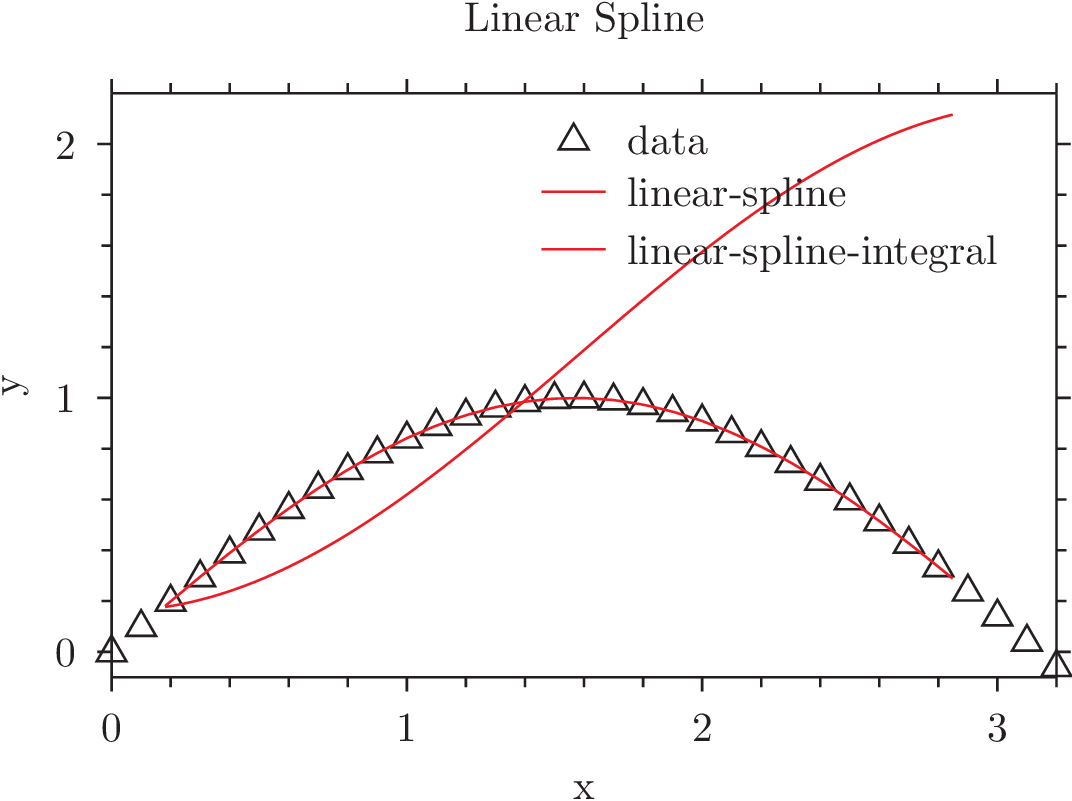 Linear Spline
data
linear-spline
linear-spline-integral
2
1
0
y
0 1 2 3
x